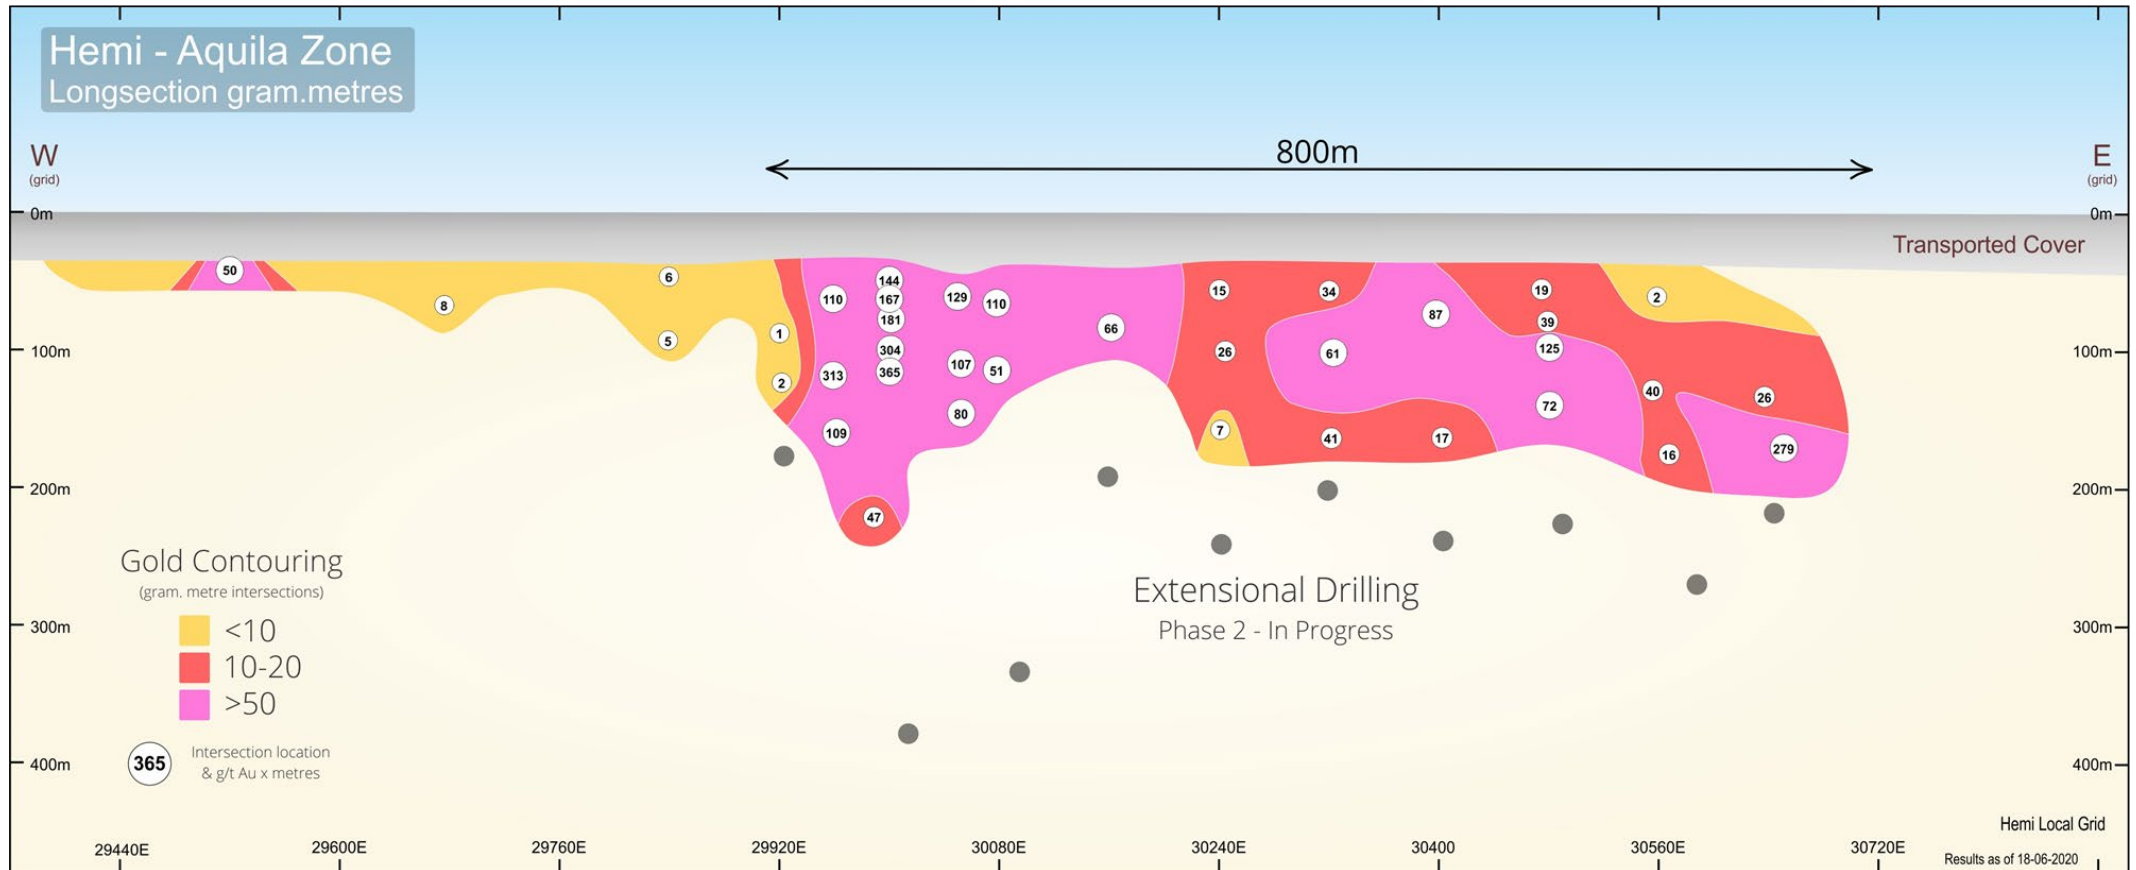 Hemi - Aquila Zone
Longsection gram.metres
800m
W
(grid)
E
(grid)
0m
0m
Transported Cover
50
8
6
5
1
2
110
313
109
144
167
181
304
365
47
129
107
80
110
51
66
15
26
7
34
61
41
87
17
19
39
125
72
2
40
16
26
279
100m
100m
200m
200m
300m
300m
400m
400m
Gold Contouring
(gram. metre intersections)
<10
10-20
>50
365
Intersection location
& g/t Au x metres
Extensional Drilling
Phase 2 - In Progress
Hemi Local Grid
Results as of 18-06-2020
29440E
29600E
29760E
29920E
30080E
30240E
30400
30560E
30720E